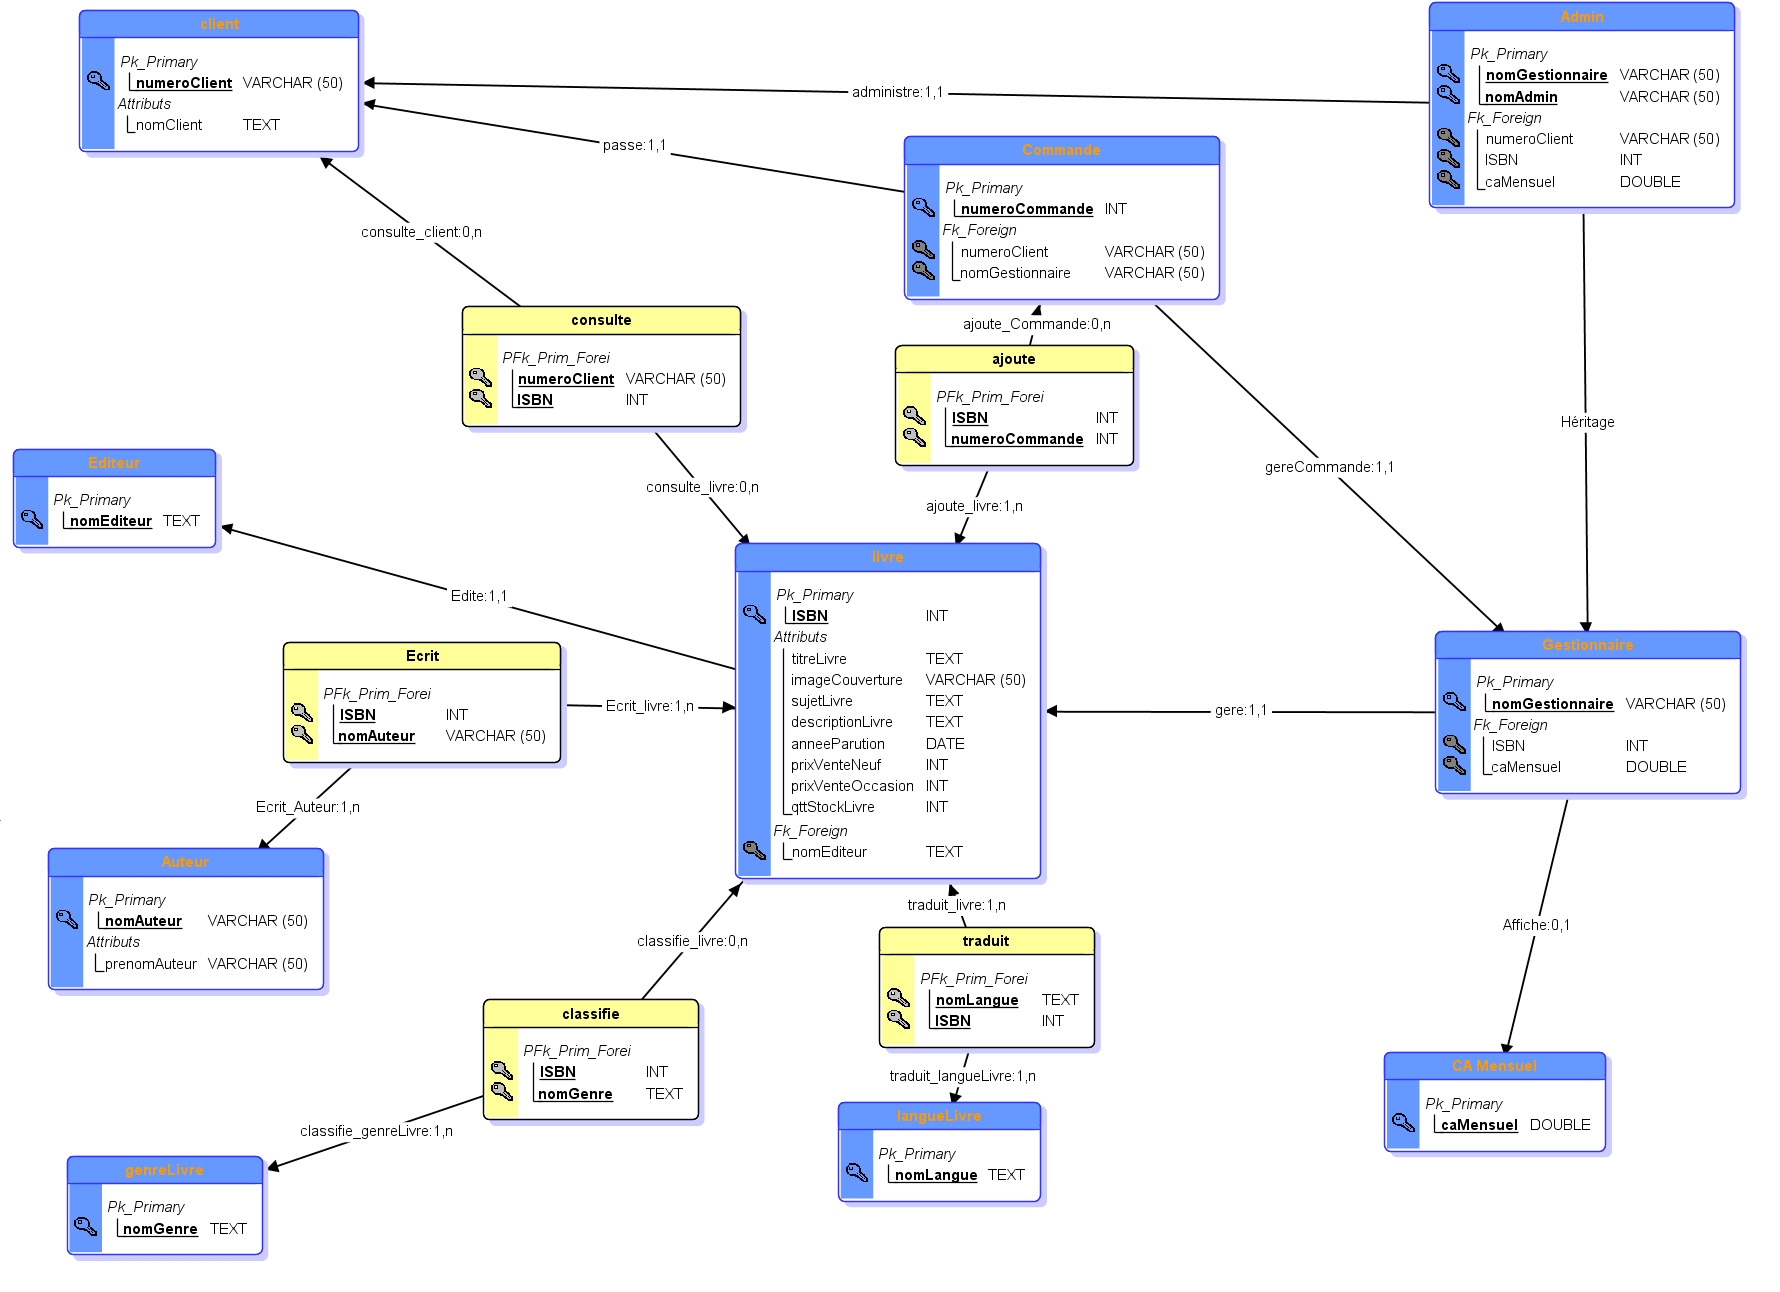 client
Pk_Primary
numeroClient VARCHAR (50)
Attributs
nomClient TEXT
Admin
Pk_Primary
nomGestionnaire VARCHAR (50)
nomAdmin VARCHAR (50)
Fk_Foreign
numeroClient VARCHAR (50)
ISBN INT
caMensuel DOUBLE
administre:1,1
passe:1,1
Commande
Pk_Primary
numeroCommande INT
Fk_Foreign
numeroClient VARCHAR (50)
nomGestionnaire VARCHAR (50)
consulte_client:0,n
consulte
PFk_Prim_Forei
numeroClient VARCHAR (50)
ISBN INT
ajoute_Commande:0,n
ajoute
PFk_Prim_Forei
ISBN INT
numeroCommande INT
Héritage
gereCommande:1,1
consulte_livre:0,n
ajoute_livre:1,n
Editeur
Pk_Primary
nomEditeur TEXT
Edite:1,1
livre
Pk_Primary
ISBN INT
Attributs
titreLivre TEXT
imageCouverture VARCHAR (50)
sujetLivre TEXT
descriptionLivre TEXT
anneeParution DATE
prixVenteNeuf INT
prixVenteOccasion INT
qttStockLivre INT
Fk_Foreign
nomEditeur TEXT
Ecrit
PFk_Prim_Forei
ISBN INT
nomAuteur VARCHAR (50)
Ecrit_livre:1,n
gere:1,1
Gestionnaire
Pk_Primary
nomGestionnaire VARCHAR (50)
Fk_Foreign
ISBN INT
caMensuel DOUBLE
Ecrit_Auteur:1,n
Auteur
Pk_Primary
nomAuteur VARCHAR (50)
Attributs
prenomAuteur VARCHAR (50)
classifie_livre:0,n
traduit_livre:1,n
traduit
PFk_Prim_Forei
nomLangue TEXT
ISBN INT
Affiche:0,1
classifie
PFk_Prim_Forei
ISBN INT
nomGenre TEXT
traduit_langueLivre:1,n
CA Mensuel
Pk_Primary
caMensuel DOUBLE
classifie_genreLivre:1,n
langueLivre
Pk_Primary
nomLangue TEXT
genreLivre
Pk_Primary
nomGenre TEXT